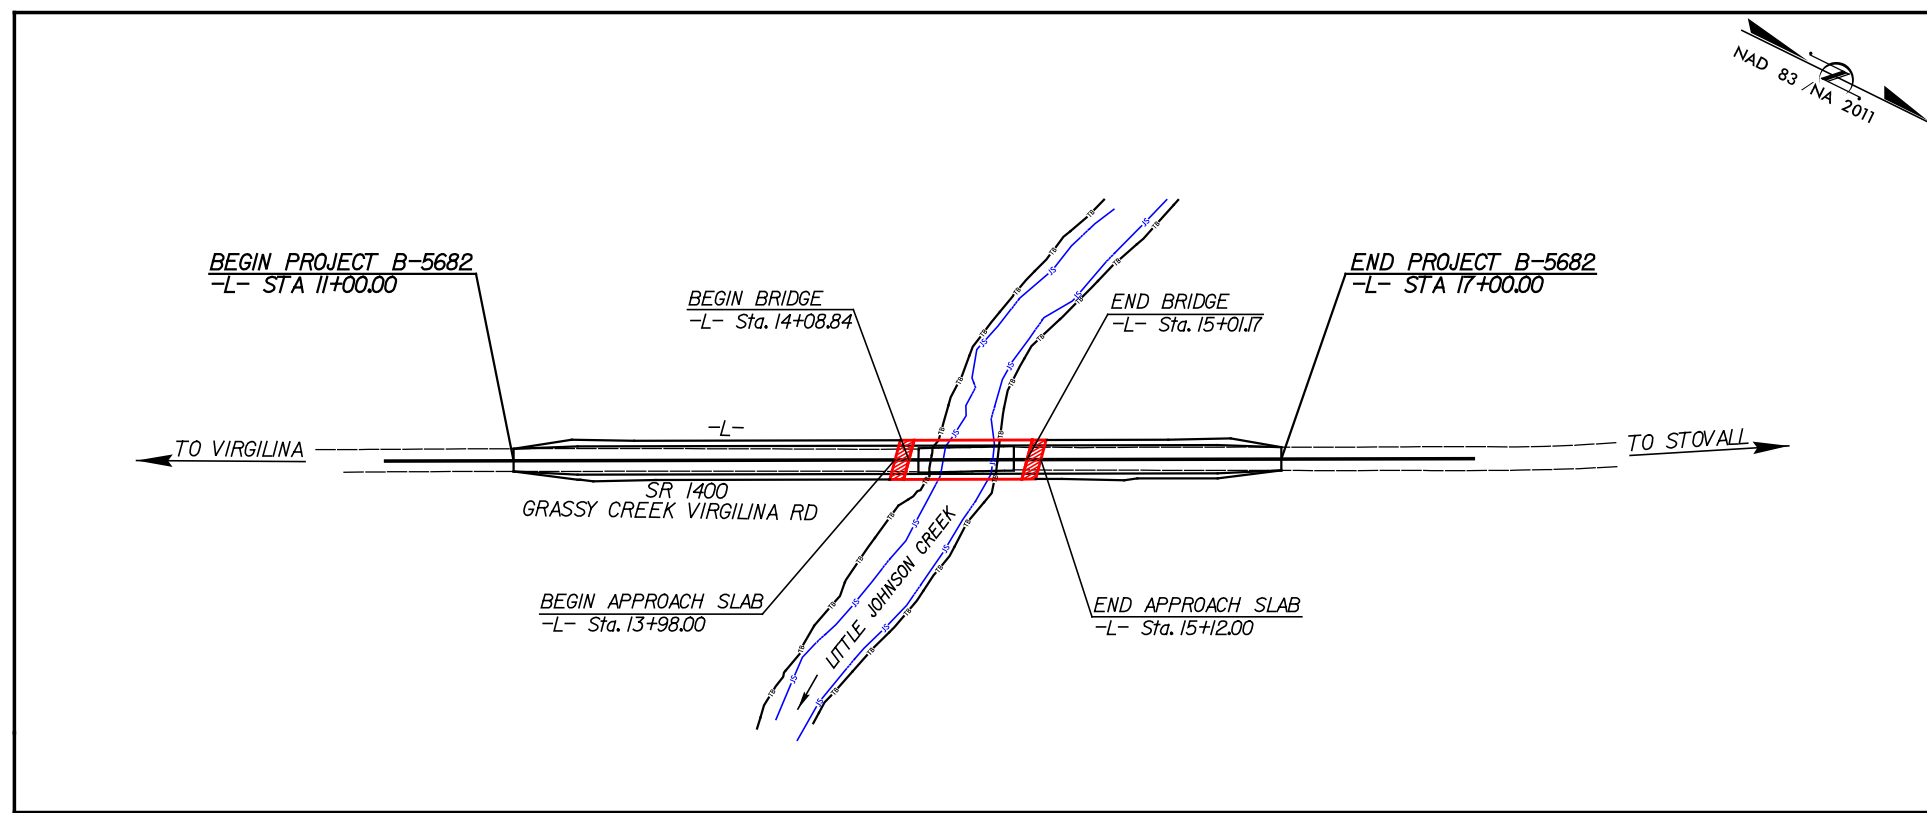 NAD 83 /NA 2011
BEGIN PROJECT B-5682
-L- STA 11+00.00
END PROJECT B-5682
-L- STA 17+00.00
BEGIN BRIDGE
-L- Sta. 14+08.84
END BRIDGE
-L- Sta. 15+01.17
TO VIRGILINA
-L-
TO STOVALL
SR 1400
GRASSY CREEK VIRGILINA RD
LITTLE JOHNSON CREEK
BEGIN APPROACH SLAB
-L- Sta. 13+98.00
END APPROACH SLAB
-L- Sta. 15+12.00